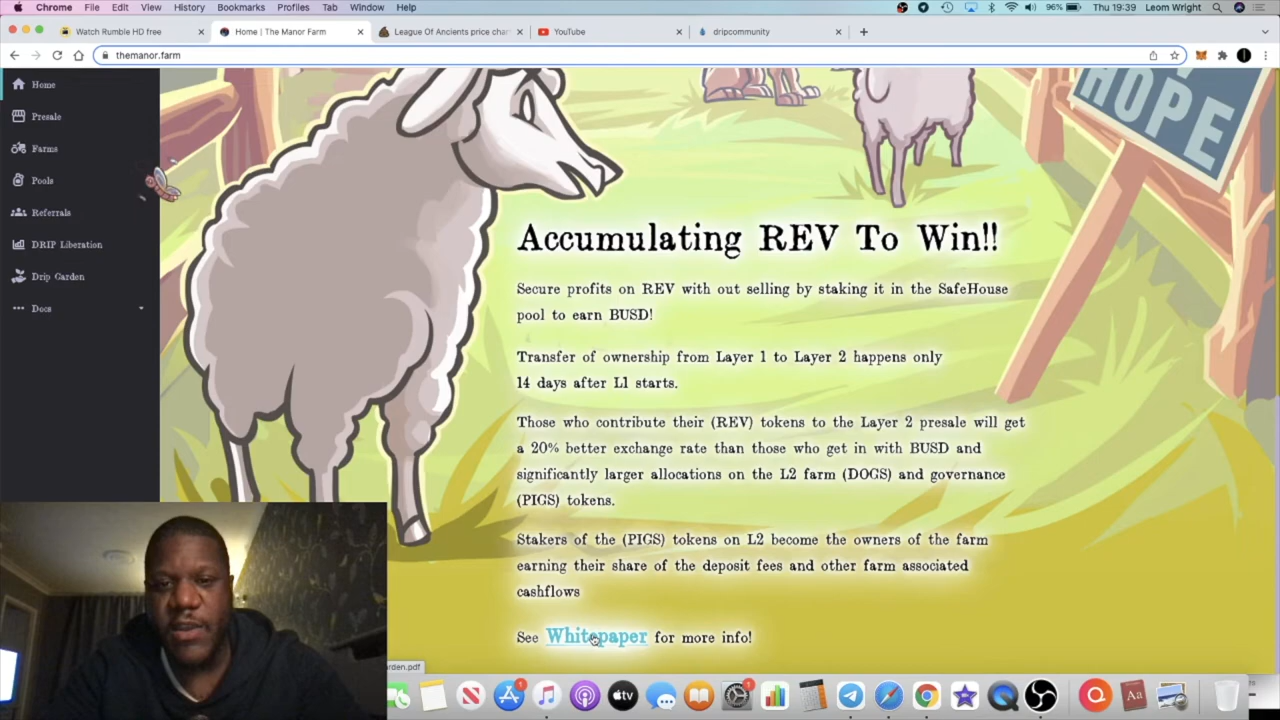 Chrome File Edit View History Bookmarks Profiles Tab Window Help 96% Thu 19:39 Leom Wright
Watch Rumble HD free
Home | The Manor Farm
League Of Ancients price char
YouTube
dripcommunity
themanor.farm
Home
Presale
Farms
Pools
Referrals
DRIP Liberation
Drip Garden
Docs
HOPE
Accumulating REV To Win!!
Secure profits on REV with out selling by staking it in the SafeHouse
pool to earn BUSD!
Transfer of ownership from Layer 1 to Layer 2 happens only
14 days after L1 starts.
Those who contribute their (REV) tokens to the Layer 2 presale will get
a 20% better exchange rate than those who get in with BUSD and
significantly larger allocations on the L2 farm (DOGS) and governance
(PIGS) tokens.
Stakers of the (PIGS) tokens on L2 become the owners of the farm
earning their share of the deposit fees and other farm associated
cashflows
See Whitepaper for more info!
rden.pdf
tv
Aa